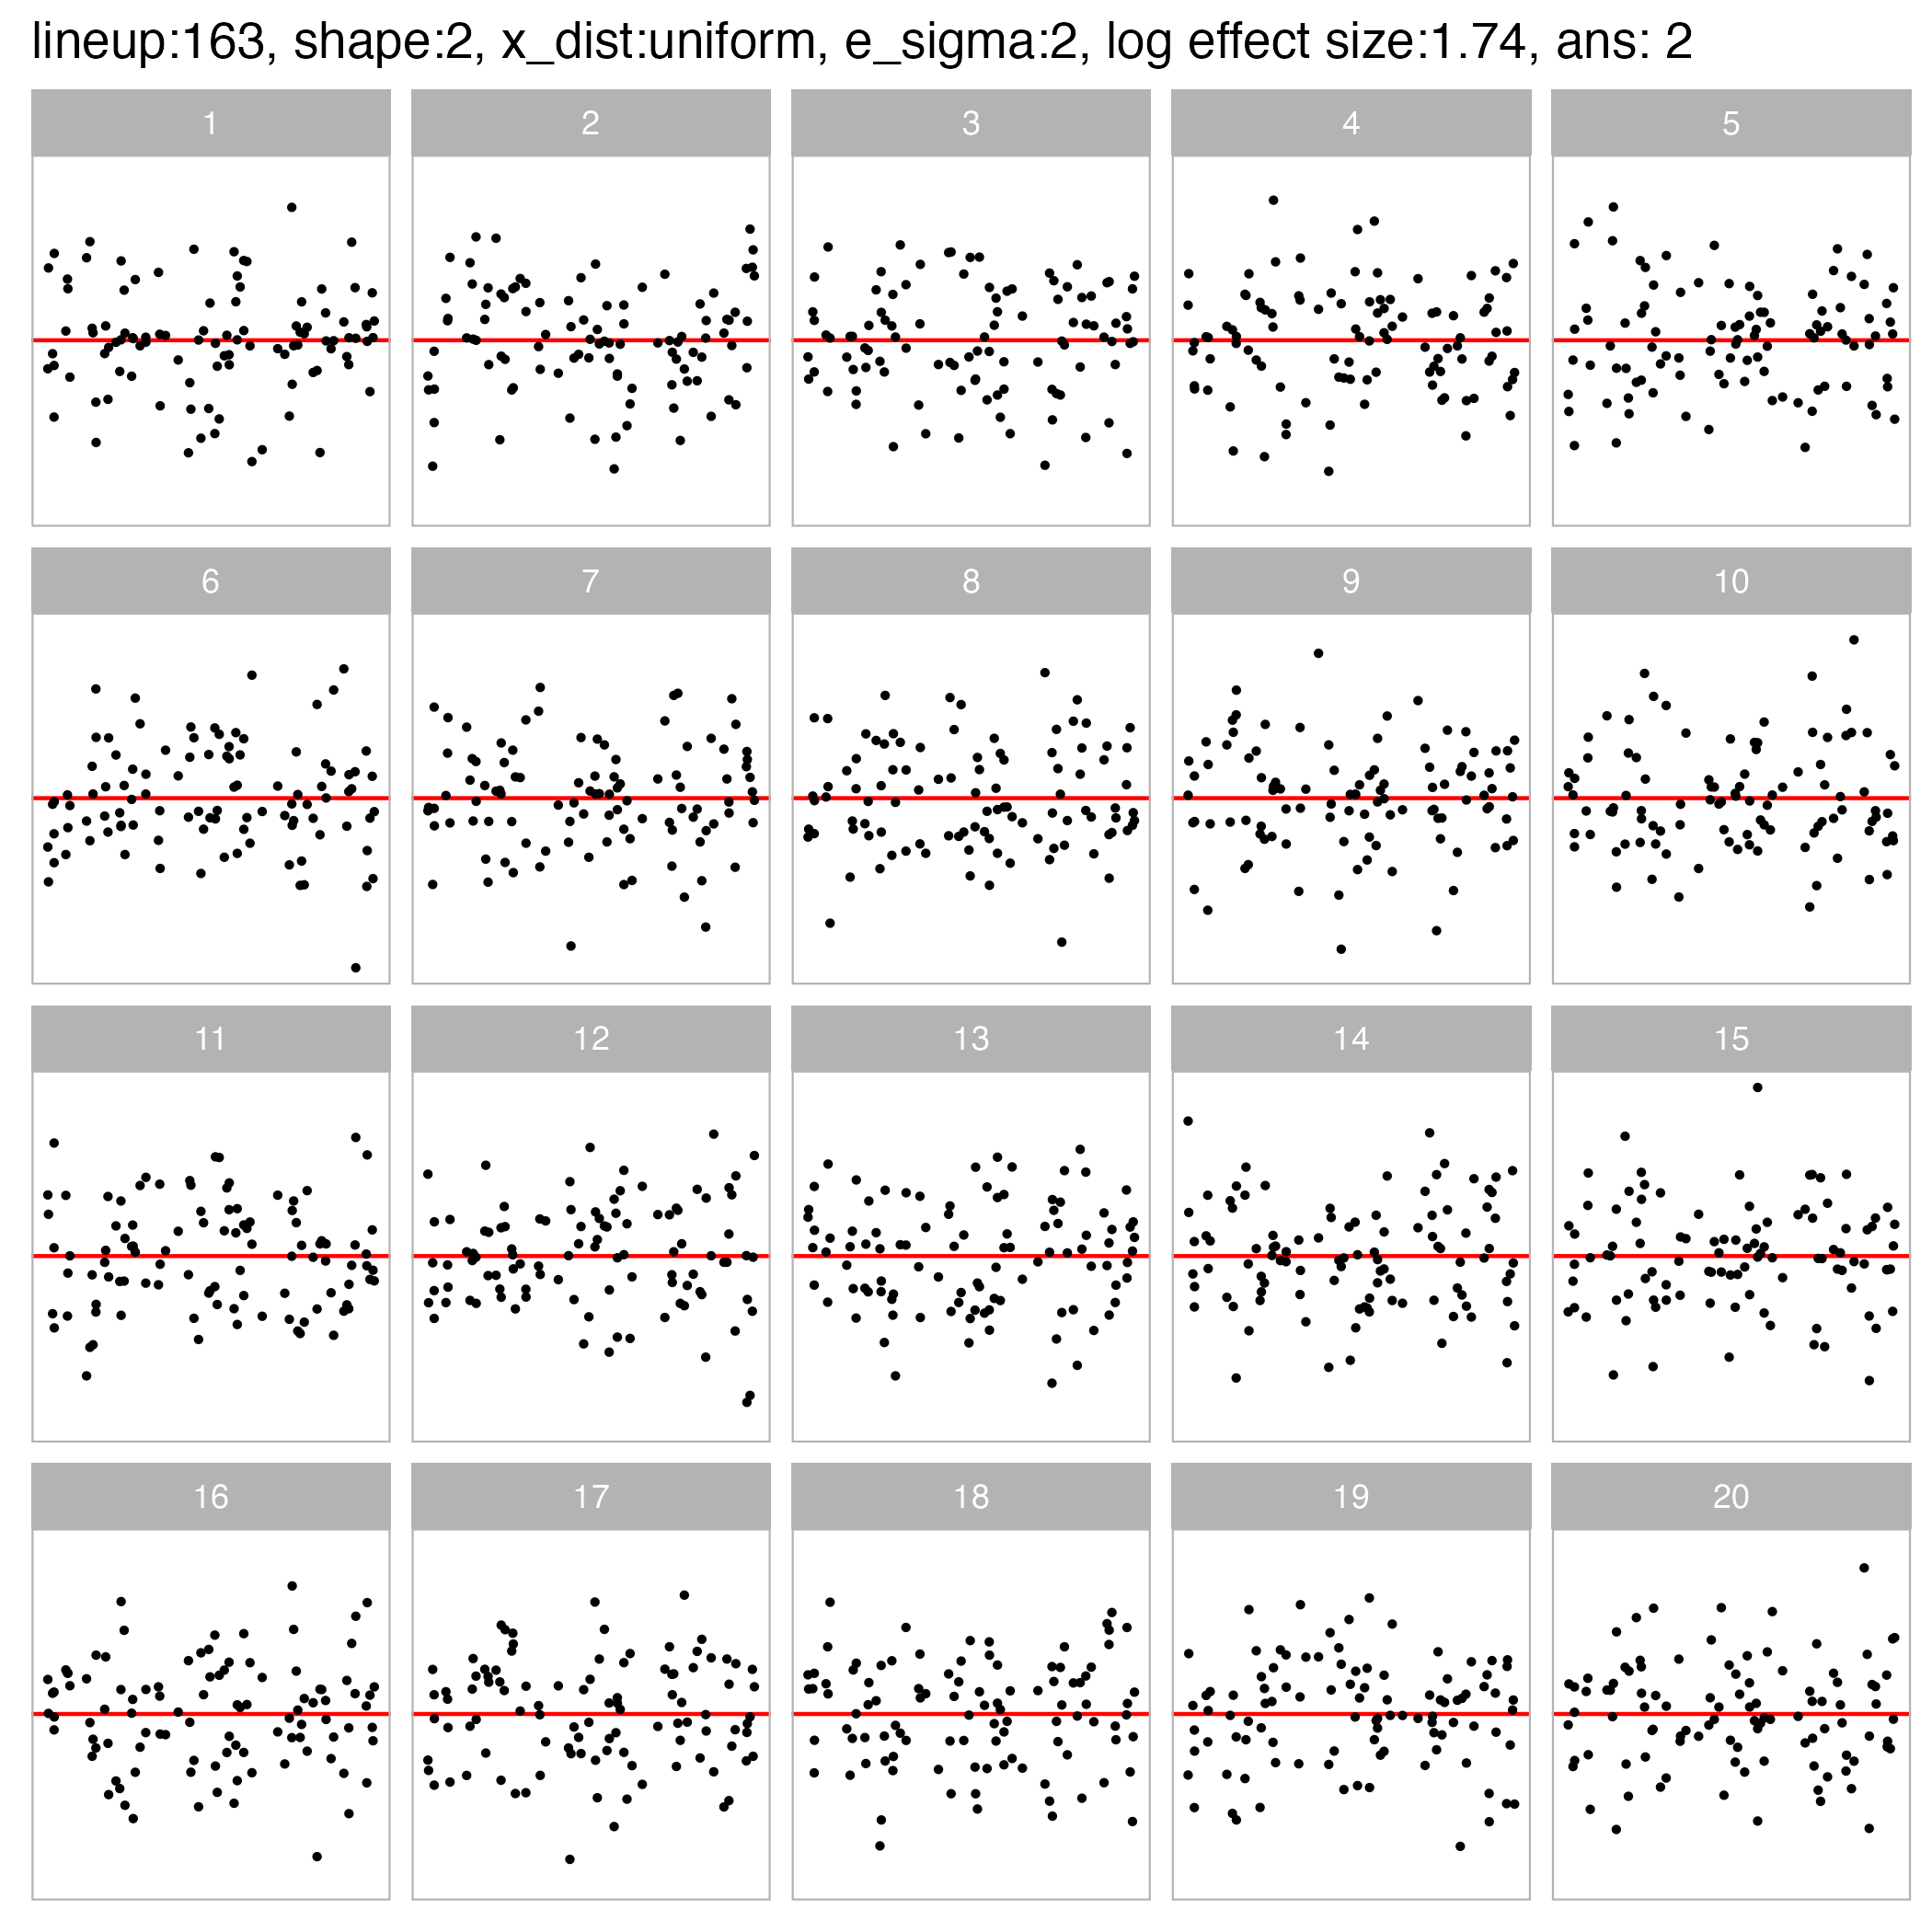 lineup:163, shape:2, x_dist:uniform, e_sigma:2, log effect size:1.74, ans: 2
1 2 3 4 5
6 7 8 9 10
11 12 13 14 15
16 17 18 19 20